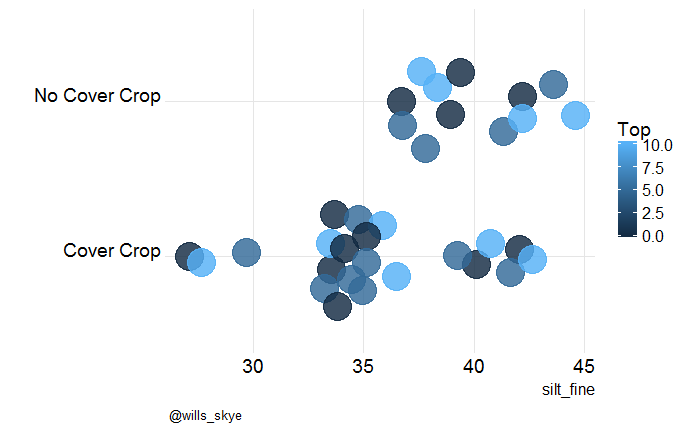 No Cover Crop
Cover Crop
30 35 40 45
silt_fine
Top
10.0
7.5
5.0
2.5
0.0
@wills_skye